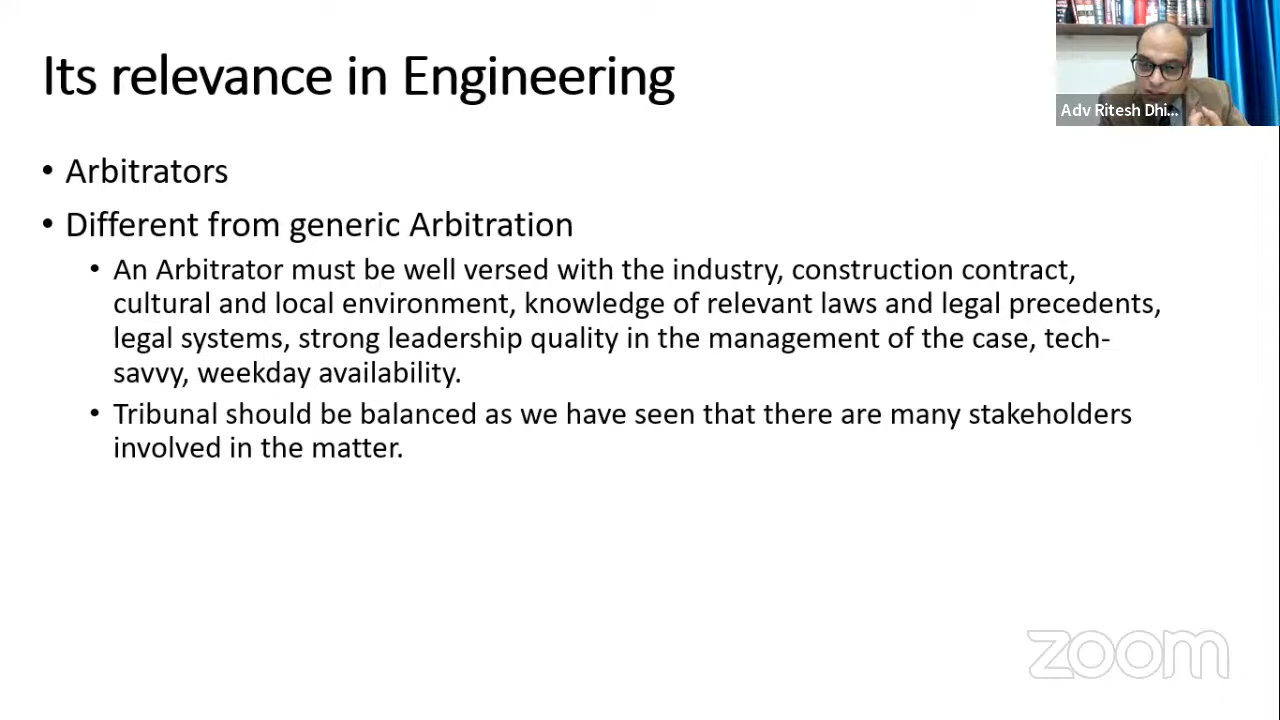 Its relevance in Engineering
Adv Ritesh Dhi...
• Arbitrators
• Different from generic Arbitration
• An Arbitrator must be well versed with the industry, construction contract,
cultural and local environment, knowledge of relevant laws and legal precedents,
legal systems, strong leadership quality in the management of the case, tech-
savvy, weekday availability.
• Tribunal should be balanced as we have seen that there are many stakeholders
involved in the matter.
zoom